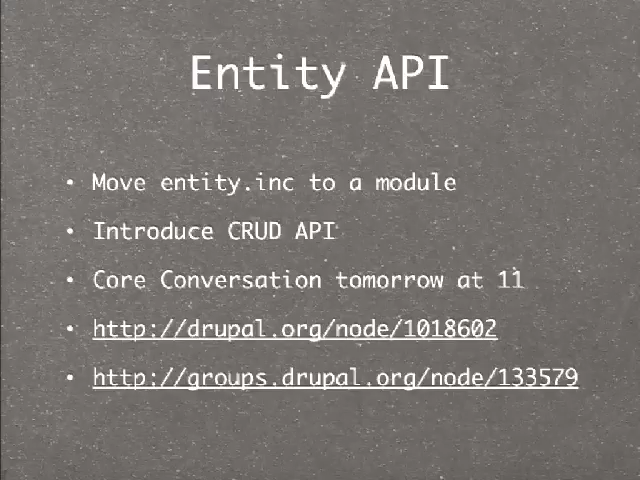 Entity API
• Move entity.inc to a module
• Introduce CRUD API
• Core Conversation tomorrow at 11
• http://drupal.org/node/1018602
• http://groups.drupal.org/node/133579